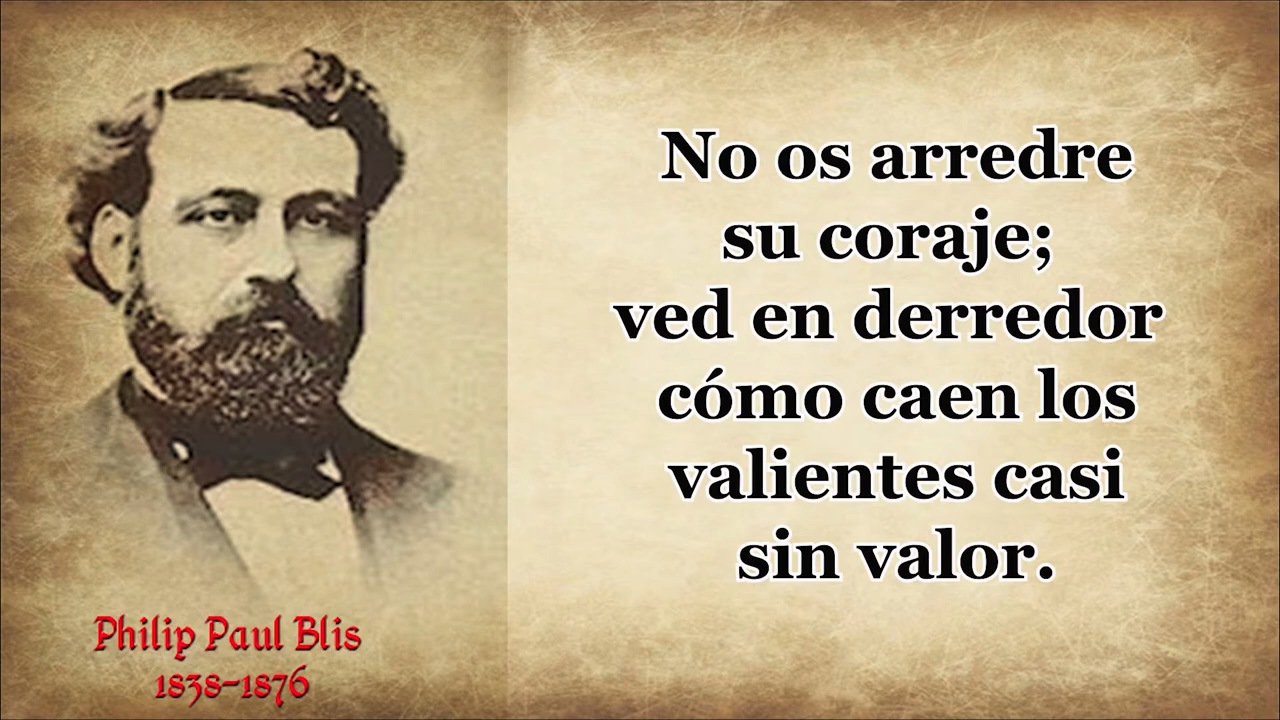 No os arredre
su coraje;
ved en derredor
cómo caen los
valientes casi
sin valor.
Philip Paul Blis
1838-1876